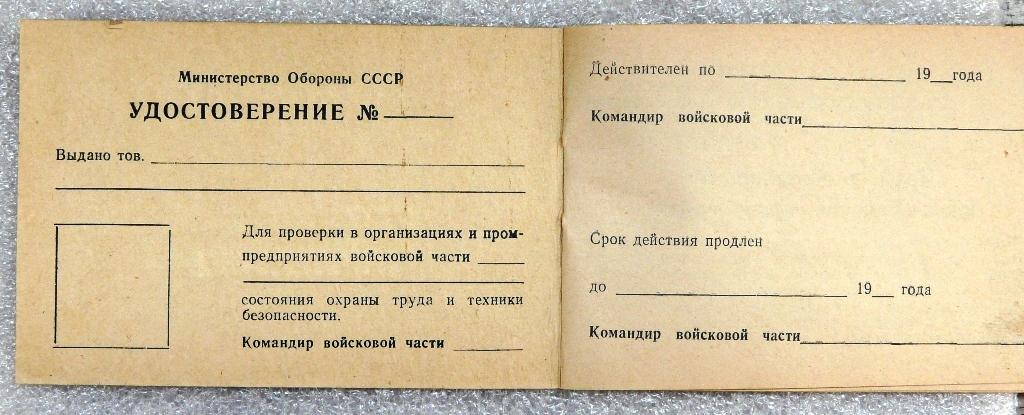 Министерство Обороны СССР
УДОСТОВЕРЕНИЕ №
Выдано тов.
Для проверки в организациях и пром-
предприятиях войсковой части
состояния охраны труда и техники
безопасности.
Командир войсковой части
Действителен по 19 года
Командир войсковой части
Срок действия продлен
до 19 года
Командир войсковой части